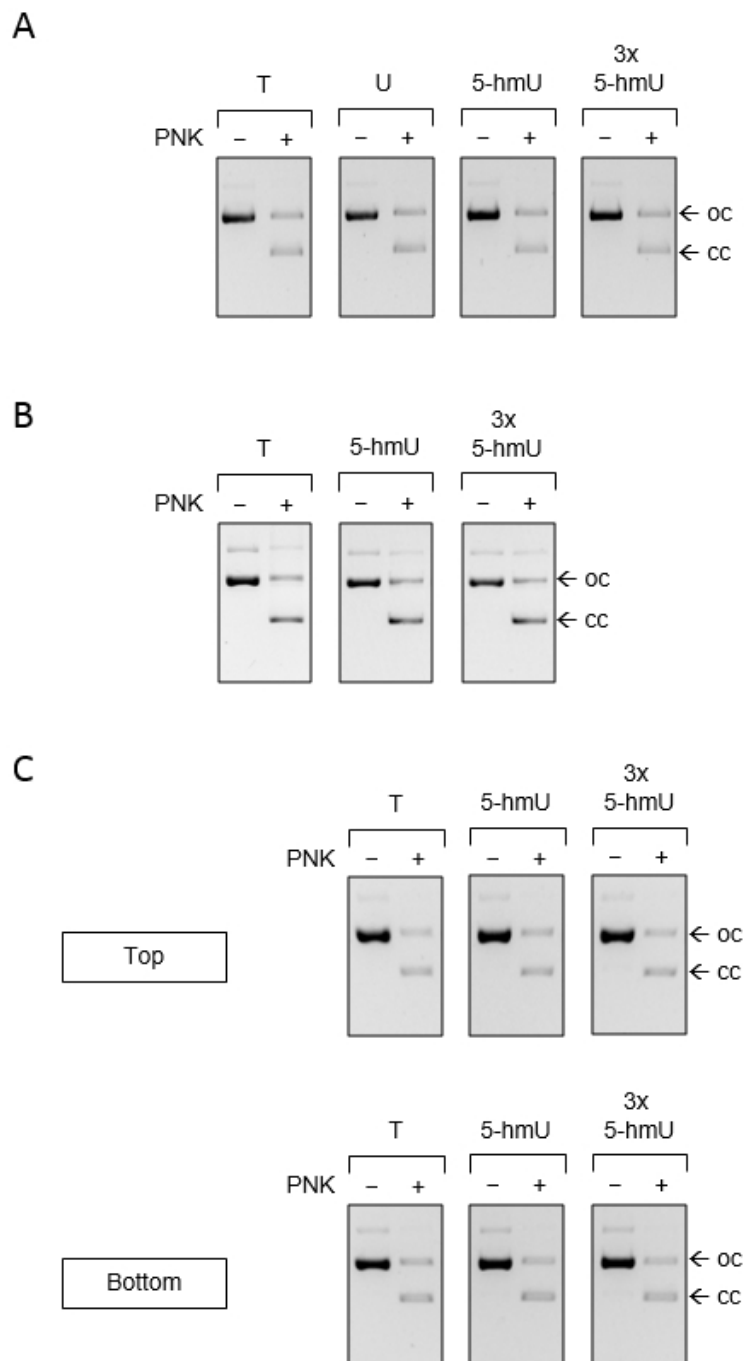 A
3x
T U 5-hmU 5-hmU
PNK − + − + − + − +
← oc
← cc
B
3x
T 5-hmU 5-hmU
PNK − + − + − +
← oc
← cc
C
3x
T 5-hmU 5-hmU
PNK − + − + − +
← oc
Top
← cc
3x
T 5-hmU 5-hmU
PNK − + − + − +
← oc
Bottom
← cc